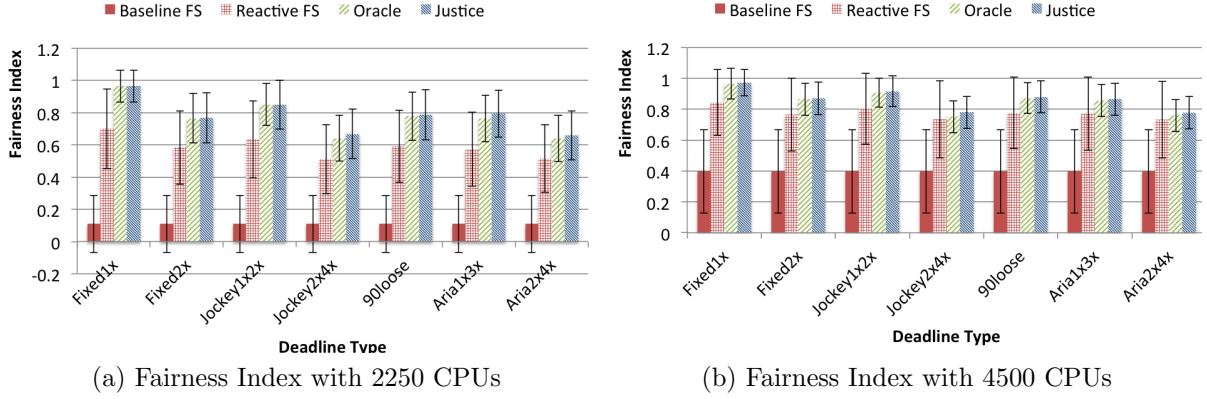 Baseline FS Reactive FS Oracle Justice
1.2
1
0.8
0.6
0.4
0.2
0
-0.2
Fairness Index
Fixed1x
Fixed2x
Jockey1x2x
Jockey2x4x
90loose
Aria1x3x
Aria2x4x
Deadline Type
(a) Fairness Index with 2250 CPUs
Baseline FS Reactive FS Oracle Justice
1.2
1
0.8
0.6
0.4
0.2
0
Fairness Index
Fixed1x
Fixed2x
Jockey1x2x
Jockey2x4x
90loose
Aria1x3x
Aria2x4x
Deadline Type
(b) Fairness Index with 4500 CPUs